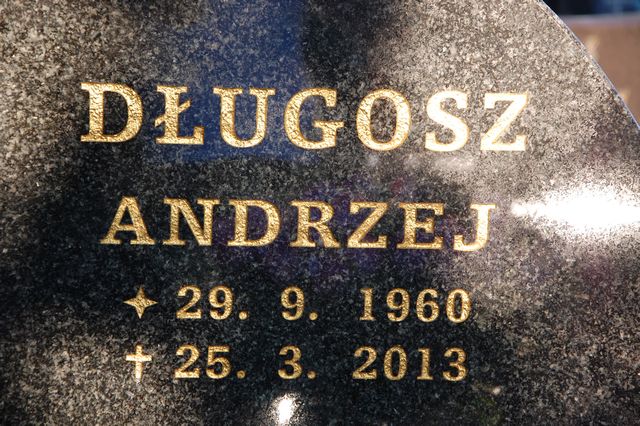 DŁUGOSZ
ANDRZEJ
✦ 29. 9. 1960
✝ 25. 3. 2013